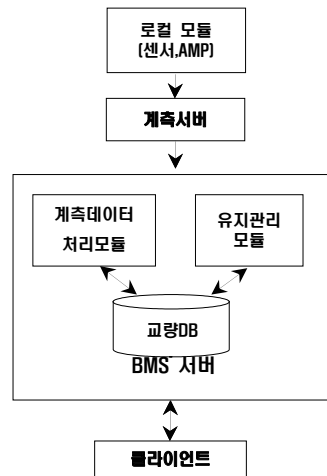 로컬 모듈
(센서,AMP)
계측서버
계측데이터
처리모듈
유지관리
모듈
교량DB
BMS 서버
클라이언트